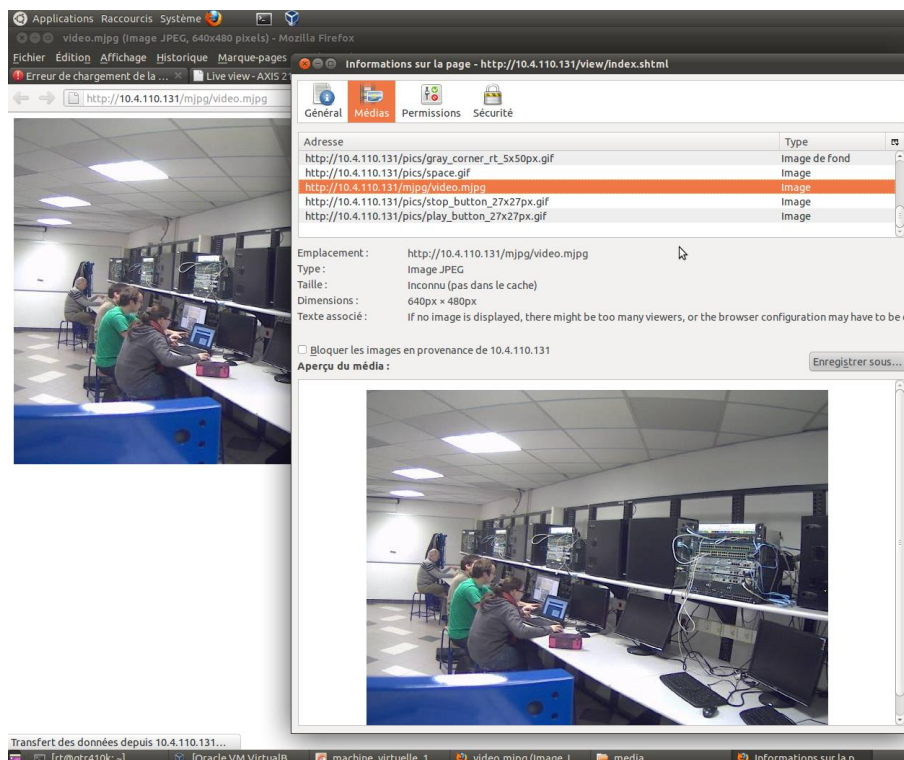 Applications Raccourcis Système
video.mjpg (Image JPEG, 640x480 pixels) - Mozilla Firefox
Fichier Édition Affichage Historique Marque-pages
Informations sur la page - http://10.4.110.131/view/index.shtml
Erreur de chargement de la ...
Live view - AXIS 21
http://10.4.110.131/mjpg/video.mjpg
Général Médias Permissions Sécurité
Adresse Type
http://10.4.110.131/pics/gray_corner_rt_5x50px.gif Image de fond
http://10.4.110.131/pics/space.gif Image
http://10.4.110.131/mjpg/video.mjpg Image
http://10.4.110.131/pics/stop_button_27x27px.gif Image
http://10.4.110.131/pics/play_button_27x27px.gif Image
Emplacement : http://10.4.110.131/mjpg/video.mjpg
Type : Image JPEG
Taille : Inconnu (pas dans le cache)
Dimensions : 640px × 480px
Texte associé : If no image is displayed, there might be too many viewers, or the browser configuration may have to be
Bloquer les images en provenance de 10.4.110.131
Enregistrer sous...
Aperçu du média :
Transfert des données depuis 10.4.110.131...
[rt@gtr410k: ~] [Oracle VM VirtualB... machine_virtuelle_1... video.mjpg (Image J... media Informations sur la p...